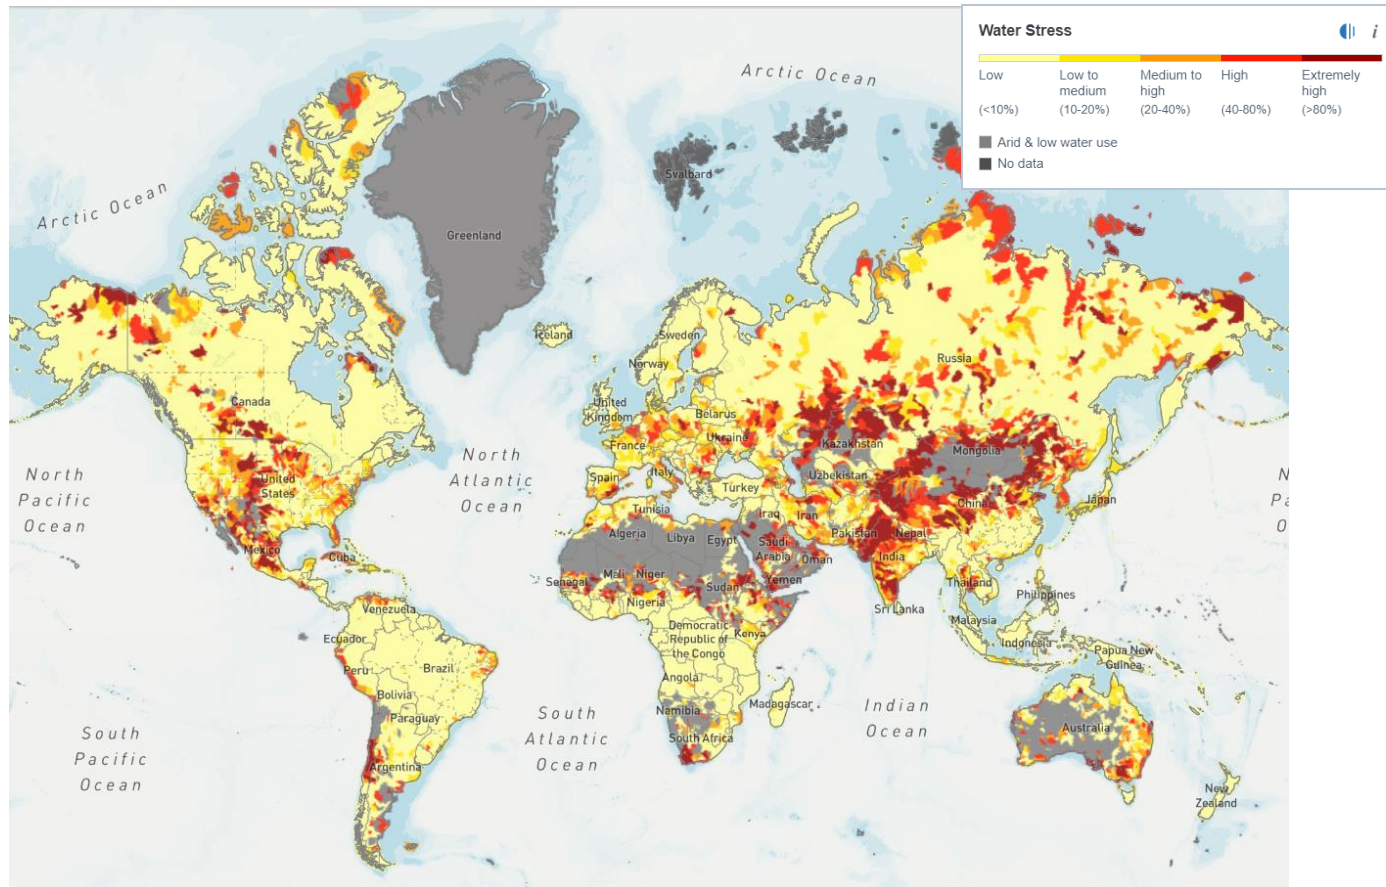 Water Stress
i
Low
Low to
medium
Medium to
high
High
Extremely
high
(<10%)
(10-20%)
(20-40%)
(40-80%)
(>80%)
Arid & low water use
No data
Arctic Ocean
Arctic Ocean
Svalbard
Greenland
Iceland
Sweden
Norway
Russia
Canada
United
Kingdom
Belarus
Ukraine
France
Kazakhstan
Mongolia
North
Pacific
Ocean
North
Atlantic
Ocean
United
States
Spain
Italy
Turkey
Uzbekistan
China
Japan
N
Pa
O
Tunisia
Iraq
Iran
Algeria
Libya
Egypt
Pakistan
Nepal
Mexico
Cuba
Saudi
Arabia
Oman
India
Senegal
Mali
Niger
Sudan
Yemen
Thailand
Philippines
Venezuela
Nigeria
Sri Lanka
Malaysia
Ecuador
Democratic
Republic of
the Congo
Kenya
Indonesia
Papua New
Guinea
Peru
Brazil
Angola
Bolivia
Namibia
Madagascar
Indian
Ocean
Paraguay
South
Atlantic
Ocean
South
Pacific
Ocean
South Africa
Australia
Argentina
New
Zealand